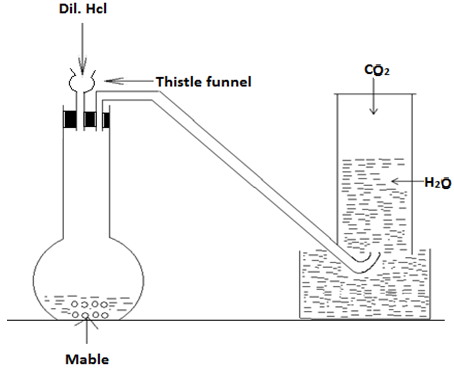 Dil. Hcl
Thistle funnel
CO2
H2O
Mable